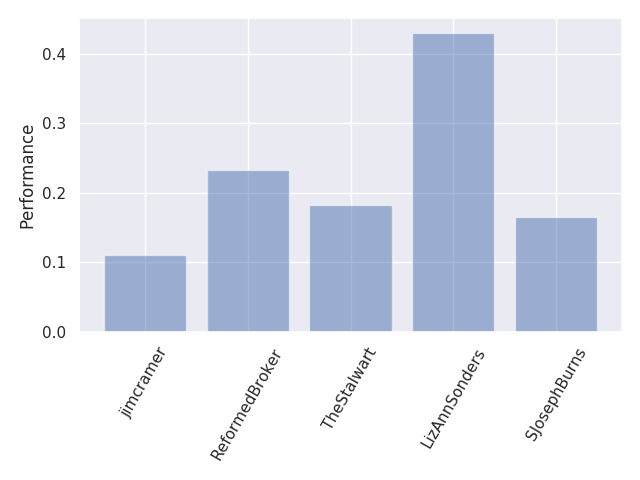 0.4
0.3
0.2
0.1
0.0
Performance
jimcramer
ReformedBroker
TheStalwart
LizAnnSonders
SJosephBurns